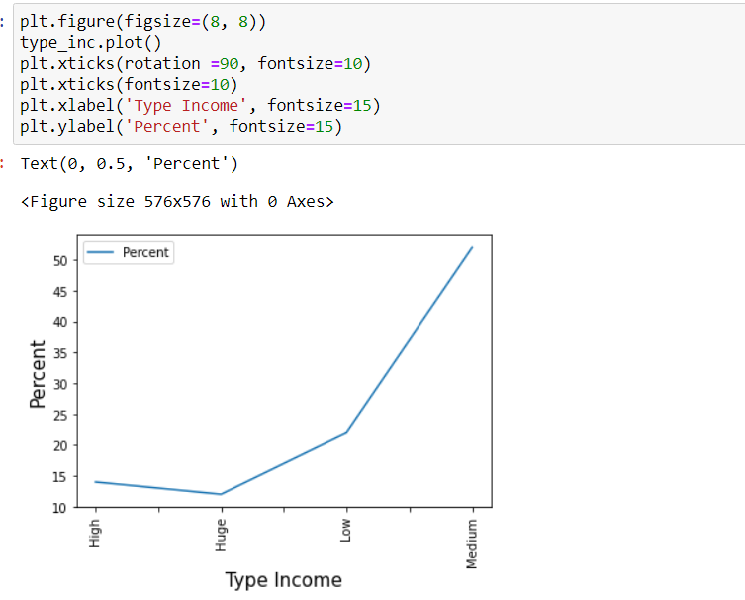 : plt.figure(figsize=(8, 8))
type_inc.plot()
plt.xticks(rotation =90, fontsize=10)
plt.xticks(fontsize=10)
plt.xlabel('Type Income', fontsize=15)
plt.ylabel('Percent', fontsize=15)
: Text(0, 0.5, 'Percent')
<Figure size 576x576 with 0 Axes>
Percent
50
45
40
35
30
25
20
15
10
Percent
High
Huge
Low
Medium
Type Income